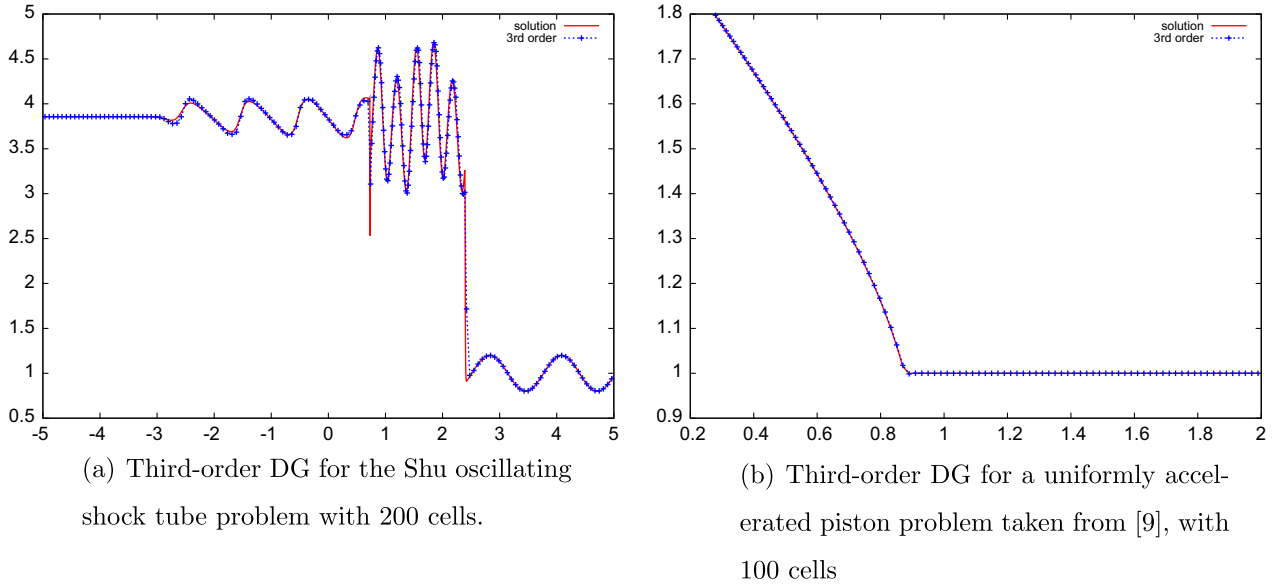 5
4.5
4
3.5
3
2.5
2
1.5
1
0.5
-5 -4 -3 -2 -1 0 1 2 3 4 5
solution
3rd order
(a) Third-order DG for the Shu oscillating
shock tube problem with 200 cells.
1.8
1.7
1.6
1.5
1.4
1.3
1.2
1.1
1
0.9
0.2 0.4 0.6 0.8 1 1.2 1.4 1.6 1.8 2
solution
3rd order
(b) Third-order DG for a uniformly accel-
erated piston problem taken from [9], with
100 cells